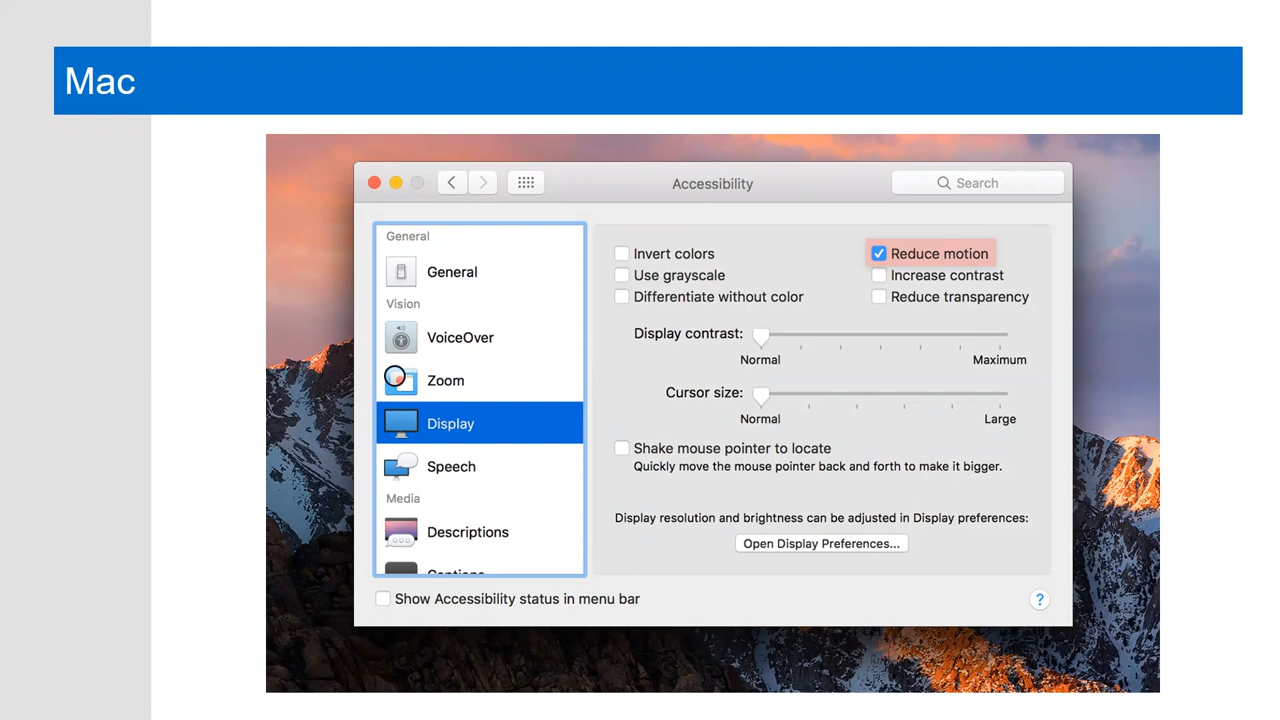 Mac
Accessibility
Search
General
General
Vision
VoiceOver
Zoom
Display
Speech
Media
Descriptions
Captions
Invert colors
Use grayscale
Differentiate without color
Reduce motion
Increase contrast
Reduce transparency
Display contrast:
Normal
Maximum
Cursor size:
Normal
Large
Shake mouse pointer to locate
Quickly move the mouse pointer back and forth to make it bigger.
Display resolution and brightness can be adjusted in Display preferences:
Open Display Preferences...
Show Accessibility status in menu bar
?